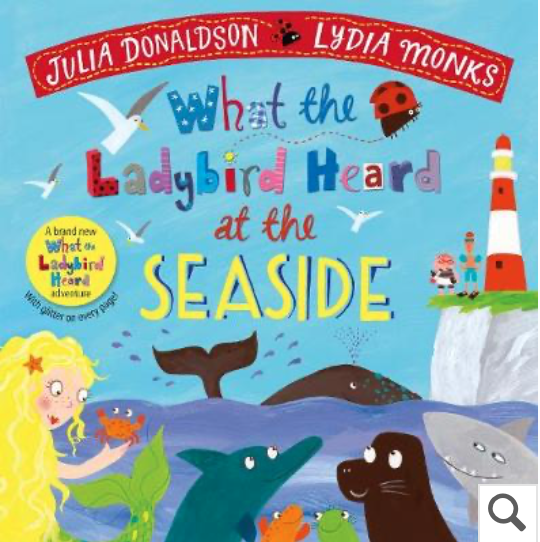 JULIA DONALDSON LYDIA MONKS
What the
Ladybird Heard
at the
SEASIDE
A brand new
What the
Ladybird
Heard
adventure
With glitter on every page!